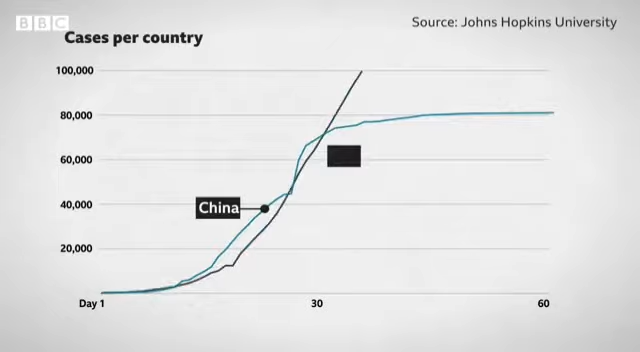 BBC
Source: Johns Hopkins University
Cases per country
100,000
80,000
60,000
40,000
China
20,000
Day 1
30
60